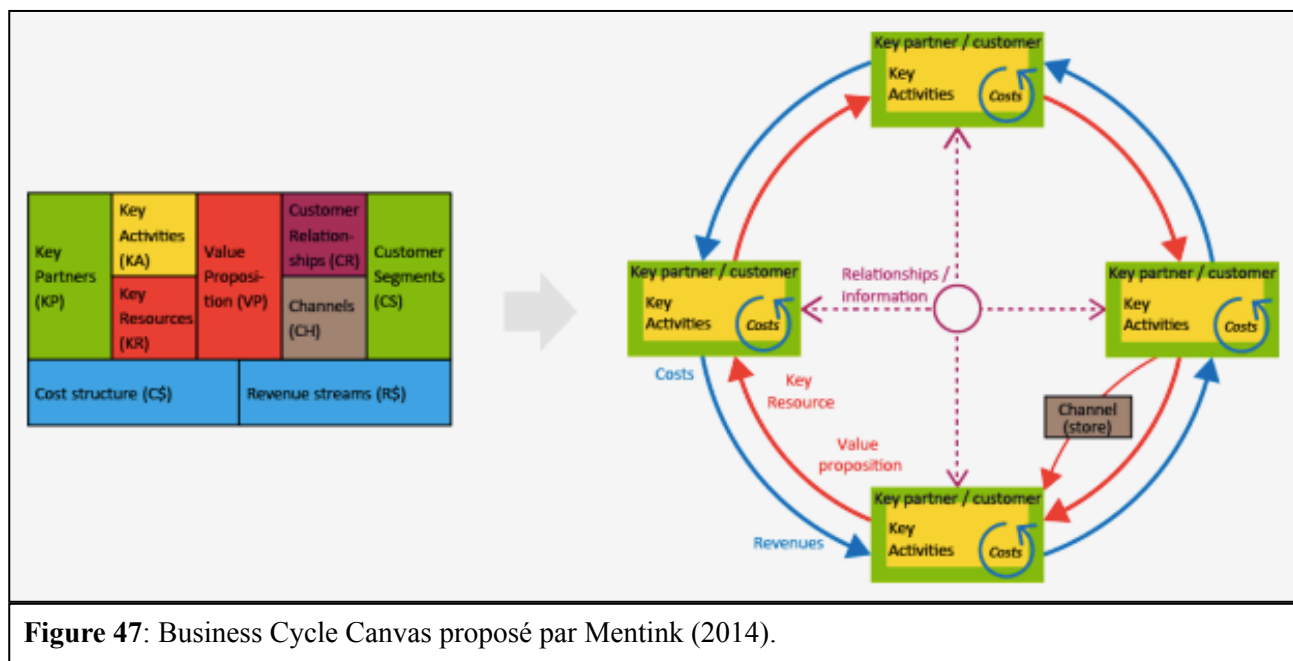 Key
Partners
(KP)
Key
Activities
(KA)
Key
Resources
(KR)
Value
Proposi-
tion (VP)
Customer
Relation-
ships (CR)
Channels
(CH)
Customer
Segments
(CS)
Cost structure (C$)
Revenue streams (R$)
Key partner / customer
Key
Activities
Costs
Key partner / customer
Key
Activities
Costs
Relationships /
information
Key partner / customer
Key
Activities
Costs
Costs
Key
Resource
Value
proposition
Revenues
Channel
(store)
Key partner / customer
Key
Activities
Costs
Figure 47: Business Cycle Canvas proposé par Mentink (2014).